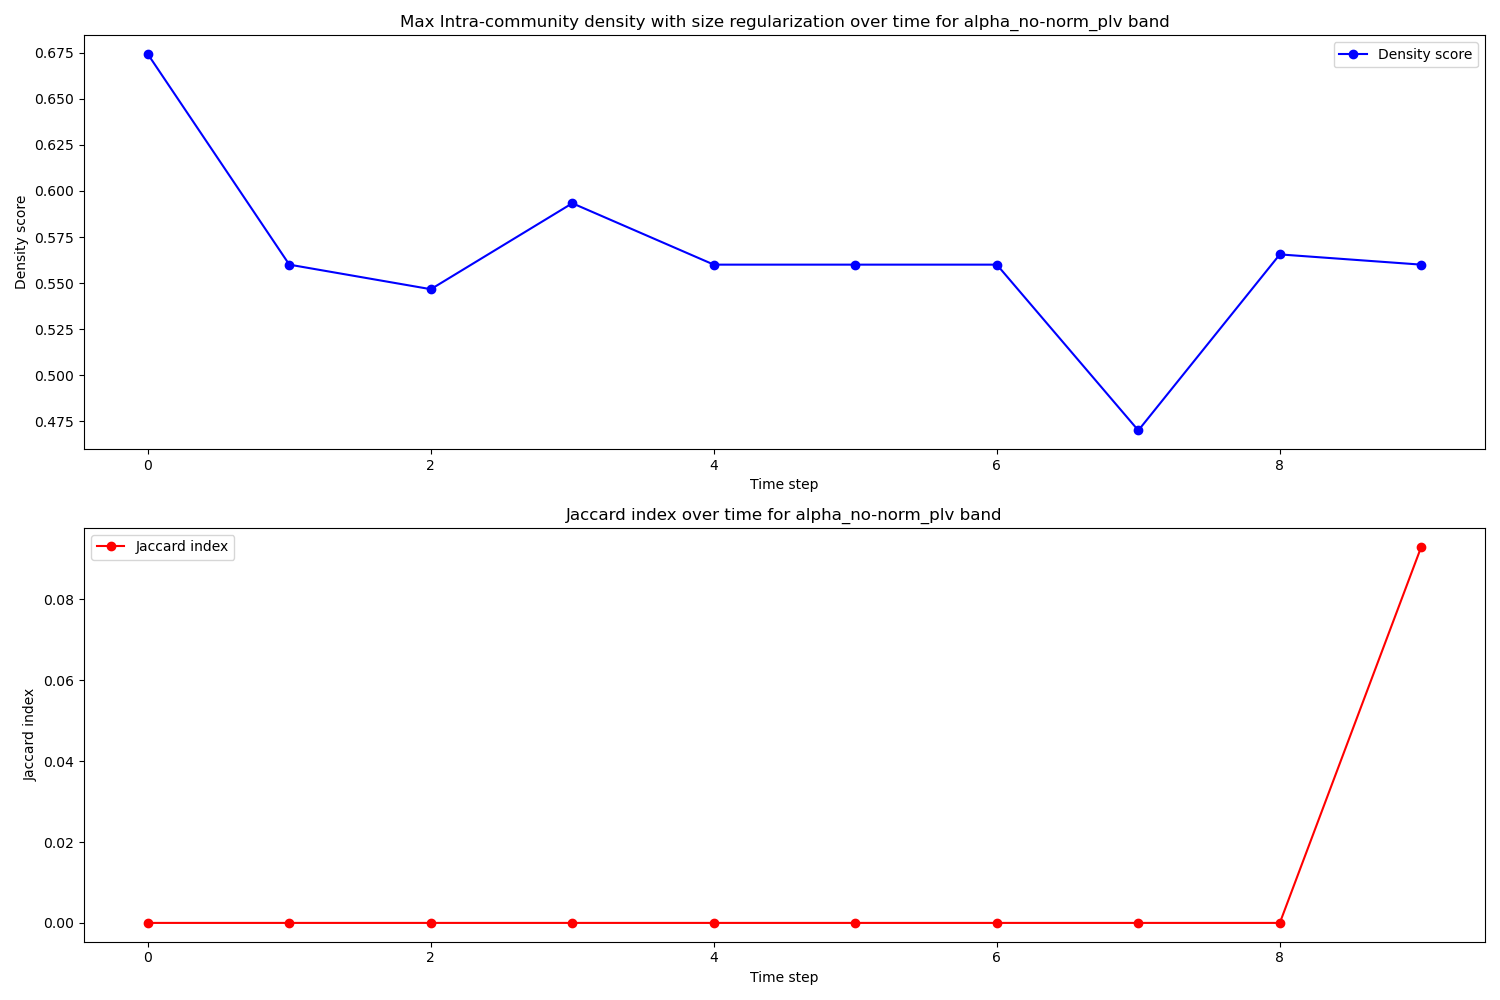 Max Intra-community density with size regularization over time for alpha_no-norm_plv band
Density score
0.675
0.650
0.625
0.600
0.575
0.550
0.525
0.500
0.475
Density score
0 2 4 6 8
Time step
Jaccard index over time for alpha_no-norm_plv band
Jaccard index
0.08
0.06
0.04
0.02
0.00
Jaccard index
0 2 4 6 8
Time step